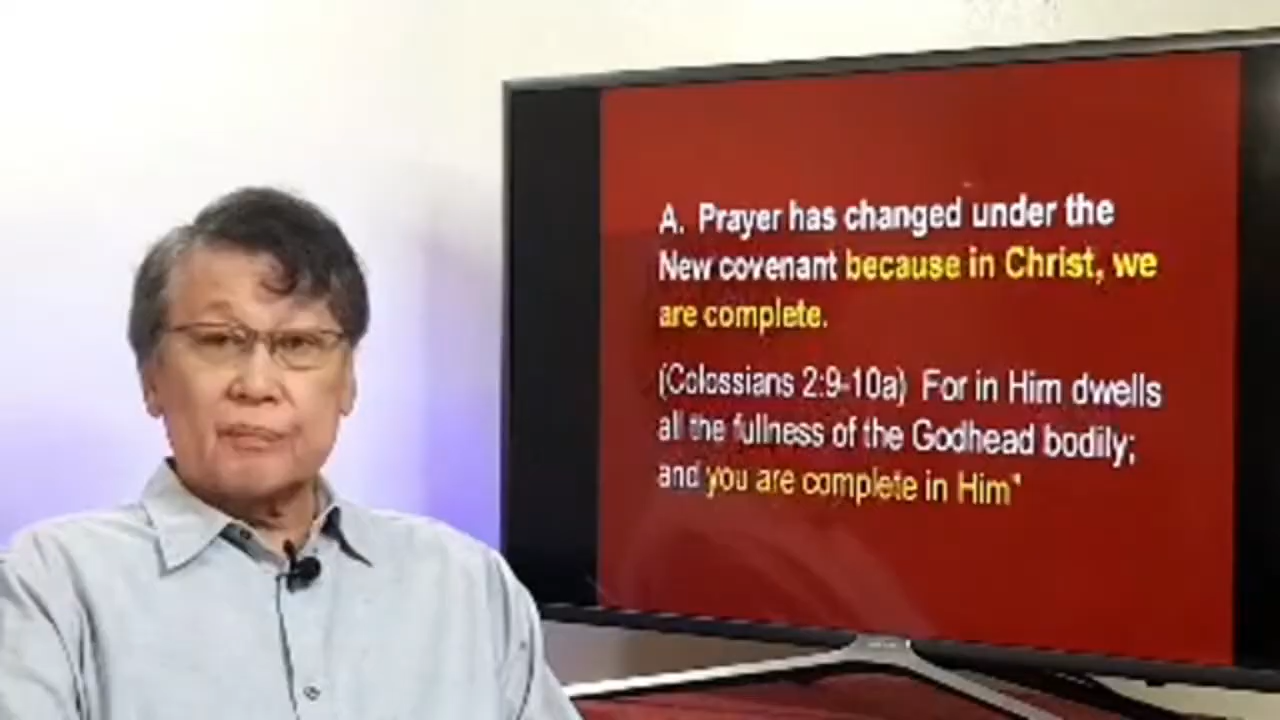 A. Prayer has changed under the
New covenant because in Christ, we
are complete.
(Colossians 2:9-10a) For in Him dwells
all the fullness of the Godhead bodily;
and you are complete in Him"